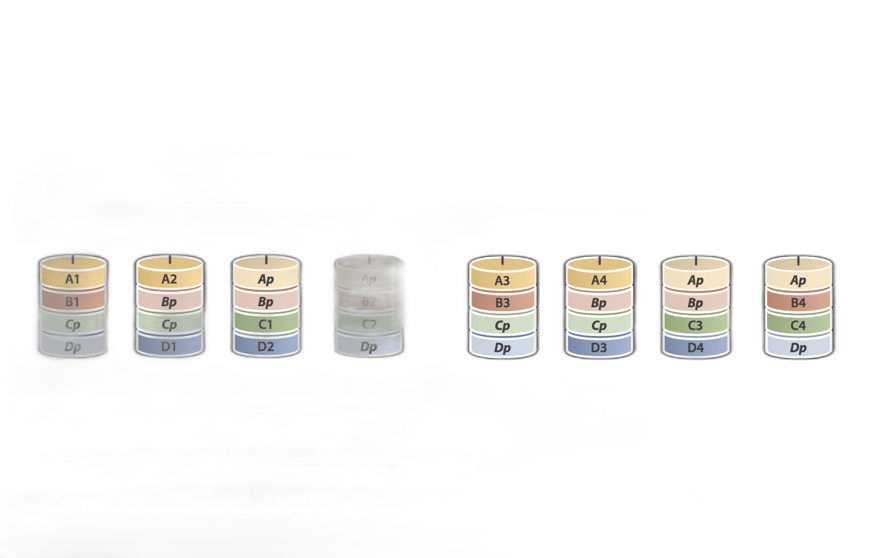 A1 A2 Ap Ap A3 A4 Ap Ap
B1 Bp Bp B2 B3 Bp Bp B4
Cp Cp C1 C2 Cp Cp C3 C4
Dp D1 D2 Dp Dp D3 D4 Dp